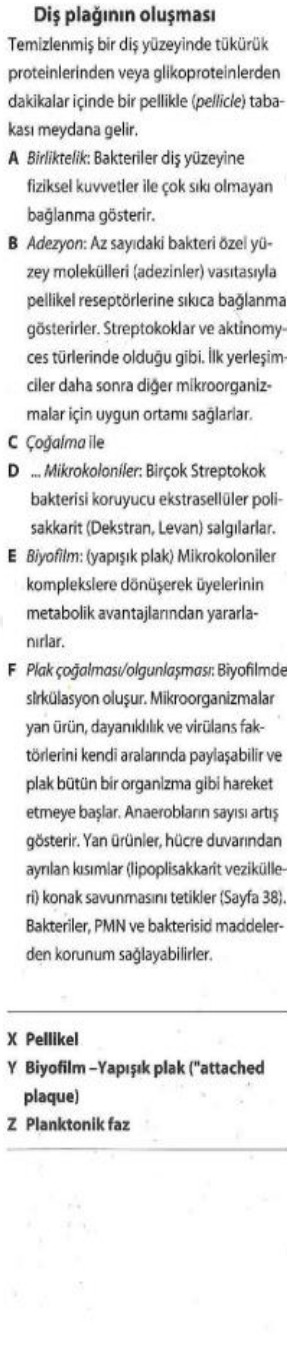 Diş plağının oluşması
Temizlenmiş bir diş yüzeyinde tükürük
proteinlerinden veya glikoproteinlerden
dakikalar içinde bir pellikle (pellicle) taba-
kası meydana gelir.
A Birliktelik: Bakteriler diş yüzeyine
fiziksel kuvvetler ile çok sıkı olmayan
bağlanma gösterir.
B Adezyon: Az sayıdaki bakteri özel yü-
zey molekülleri (adezinler) vasıtasıyla
pellikel reseptörlerine sıkıca bağlanma
gösterirler. Streptokoklar ve aktinomy-
ces türlerinde olduğu gibi. İlk yerleşim-
ciler daha sonra diğer mikroorganiz-
malar için uygun ortamı sağlarlar.
C Çoğalma ile
D ... Mikrokoloniler: Birçok Streptokok
bakterisi koruyucu ekstrasellüler poli-
sakkarit (Dekstran, Levan) salgılarlar.
E Biyofilm: (yapışık plak) Mikrokoloniler
komplekslere dönüşerek üyelerinin
metabolik avantajlarından yararla-
nırlar.
F Plak çoğalması/olgunlaşması: Biyofilmde
sirkülasyon oluşur. Mikroorganizmalar
yan ürün, dayanıklılık ve virülans fak-
törlerini kendi aralarında paylaşabilir ve
plak bütün bir organizma gibi hareket
etmeye başlar. Anaerobların sayısı artış
gösterir. Yan ürünler, hücre duvarından
ayrılan kısımlar (lipoplisakkarit vezikülle-
ri) konak savunmasını tetikler (Sayfa 38).
Bakteriler, PMN ve bakterisid maddeler-
den korunum sağlayabilirler.
X Pellikel
Y Biyofilm –Yapışık plak ("attached
plaque)
Z Planktonik faz